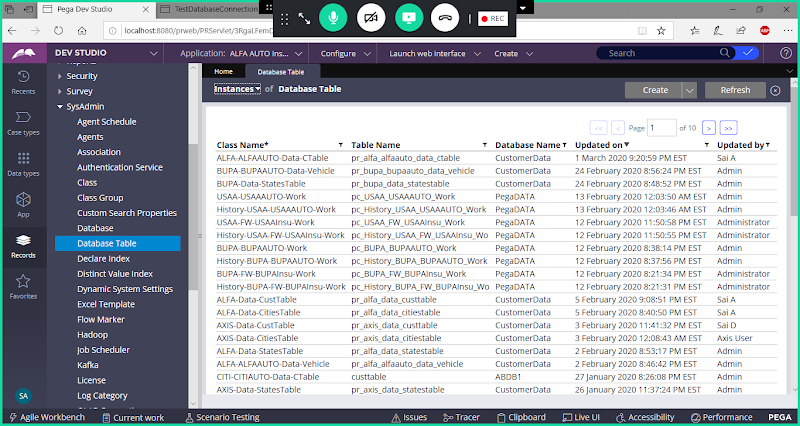 Pega Dev Studio
TestDatabaseConnection
REC
localhost:8080/prweb/PRServlet/3RgaLFemD
DEV STUDIO
Application: ALFA AUTO Ins...
Configure
Launch web interface
Create
Search
Recents
Case types
Data types
App
Records
Favorites
SA
Security
Survey
SysAdmin
Agent Schedule
Agents
Association
Authentication Service
Class
Class Group
Custom Search Properties
Database
Database Table
Declare Index
Distinct Value Index
Dynamic System Settings
Excel Template
Flow Marker
Hadoop
Job Scheduler
Kafka
License
Log Category
Home
Database Table
Instances of Database Table
Create
Refresh
<< < Page 1 of 10 > >>
Class Name* Table Name Database Name Updated on Updated by
ALFA-ALFAAUTO-Data-CTable pr_alfa_alfaauto_data_ctable CustomerData 1 March 2020 9:20:59 PM EST Sai A
BUPA-BUPAAUTO-Data-Vehicle pr_bupa_bupaauto_data_vehicle CustomerData 24 February 2020 8:56:24 PM EST Admin
BUPA-Data-StatesTable pr_bupa_data_statestable CustomerData 24 February 2020 8:48:52 PM EST Admin
USAA-USAAAUTO-Work pc_USAA_USAAAUTO_Work PegaDATA 13 February 2020 12:03:50 AM EST Admin
History-USAA-USAAAUTO-Work pc_History_USAA_USAAAUTO_Work PegaDATA 13 February 2020 12:03:46 AM EST Admin
USAA-FW-USAAInsu-Work pc_USAA_FW_USAAInsu_Work PegaDATA 12 February 2020 11:50:58 PM EST Administrator
History-USAA-FW-USAAInsu-Work pc_History_USAA_FW_USAAInsu_Wo PegaDATA 12 February 2020 11:50:55 PM EST Administrator
BUPA-BUPAAUTO-Work pc_BUPA_BUPAAUTO_Work PegaDATA 12 February 2020 8:38:14 PM EST Admin
History-BUPA-BUPAAUTO-Work pc_History_BUPA_BUPAAUTO_Work PegaDATA 12 February 2020 8:37:56 PM EST Admin
BUPA-FW-BUPAInsu-Work pc_BUPA_FW_BUPAInsu_Work PegaDATA 12 February 2020 8:21:34 PM EST Administrator
History-BUPA-FW-BUPAInsu-Work pc_History_BUPA_FW_BUPAInsu_Wo PegaDATA 12 February 2020 8:21:31 PM EST Administrator
ALFA-Data-CustTable pr_alfa_data_custtable CustomerData 5 February 2020 9:08:51 PM EST Sai A
ALFA-Data-CitiesTable pr_alfa_data_citiestable CustomerData 5 February 2020 8:40:50 PM EST Sai A
AXIS-Data-CustTable pr_axis_data_custtable CustomerData 3 February 2020 11:41:32 PM EST Sai D
AXIS-Data-CitiesTable pr_axis_data_citiestable CustomerData 3 February 2020 12:08:43 AM EST Axis User
ALFA-Data-StatesTable pr_alfa_data_statestable CustomerData 2 February 2020 8:53:17 PM EST Admin
ALFA-ALFAAUTO-Data-Vehicle pr_alfa_alfaauto_data_vehicle CustomerData 2 February 2020 8:46:42 PM EST Admin
CITI-CITIAUTO-Data-CTable custtable ABDB1 27 January 2020 8:26:08 PM EST Admin
AXIS-Data-StatesTable pr_axis_data_statestable CustomerData 26 January 2020 11:37:24 PM EST Admin
Agile Workbench
Current work
Scenario Testing
Issues
Tracer
Clipboard
Live UI
Accessibility
Performance
PEGA